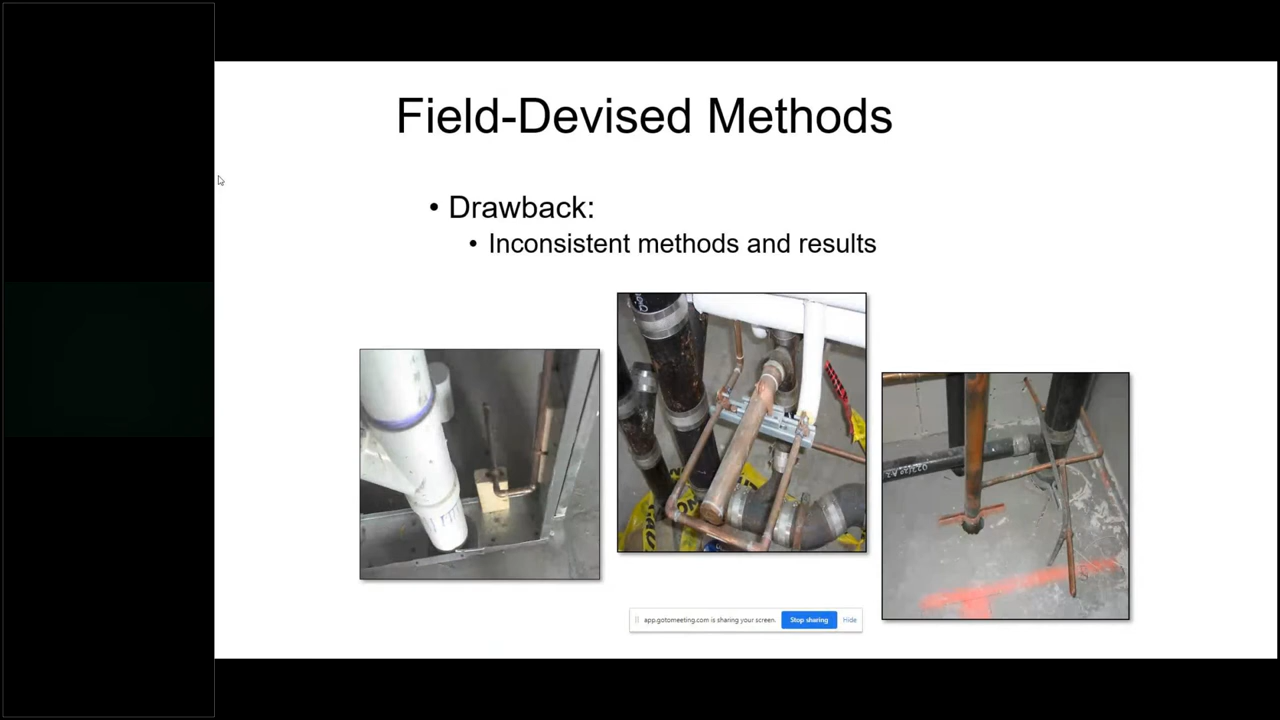 Field-Devised Methods
• Drawback:
• Inconsistent methods and results
app.gotomeeting.com is sharing your screen.
Stop sharing
Hide